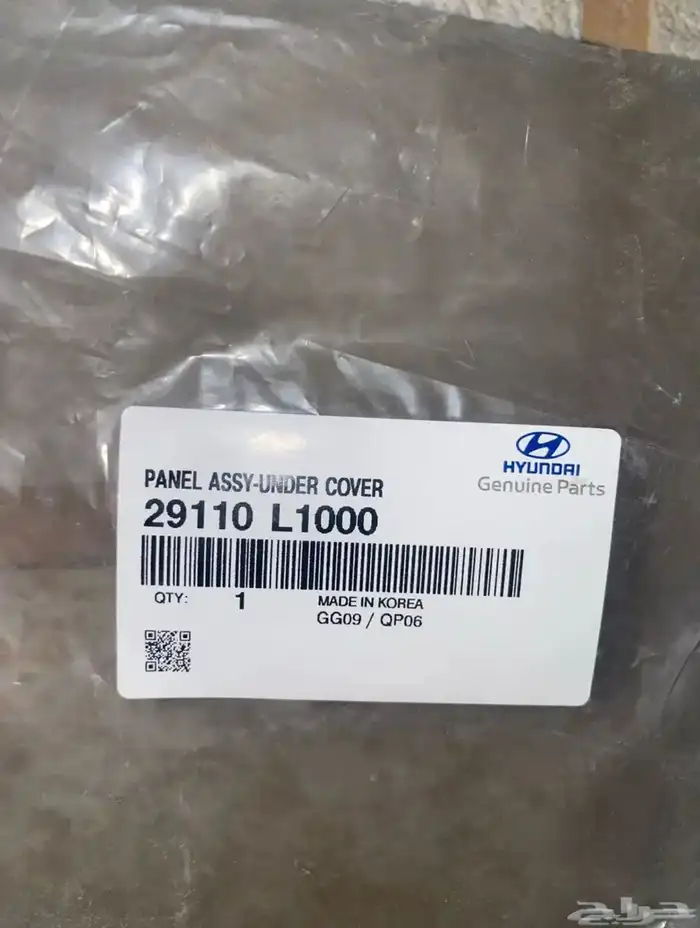 HYUNDAI
Genuine Parts
PANEL ASSY-UNDER COVER
29110 L1000
QTY: 1
MADE IN KOREA
GG09 / QP06
حراج